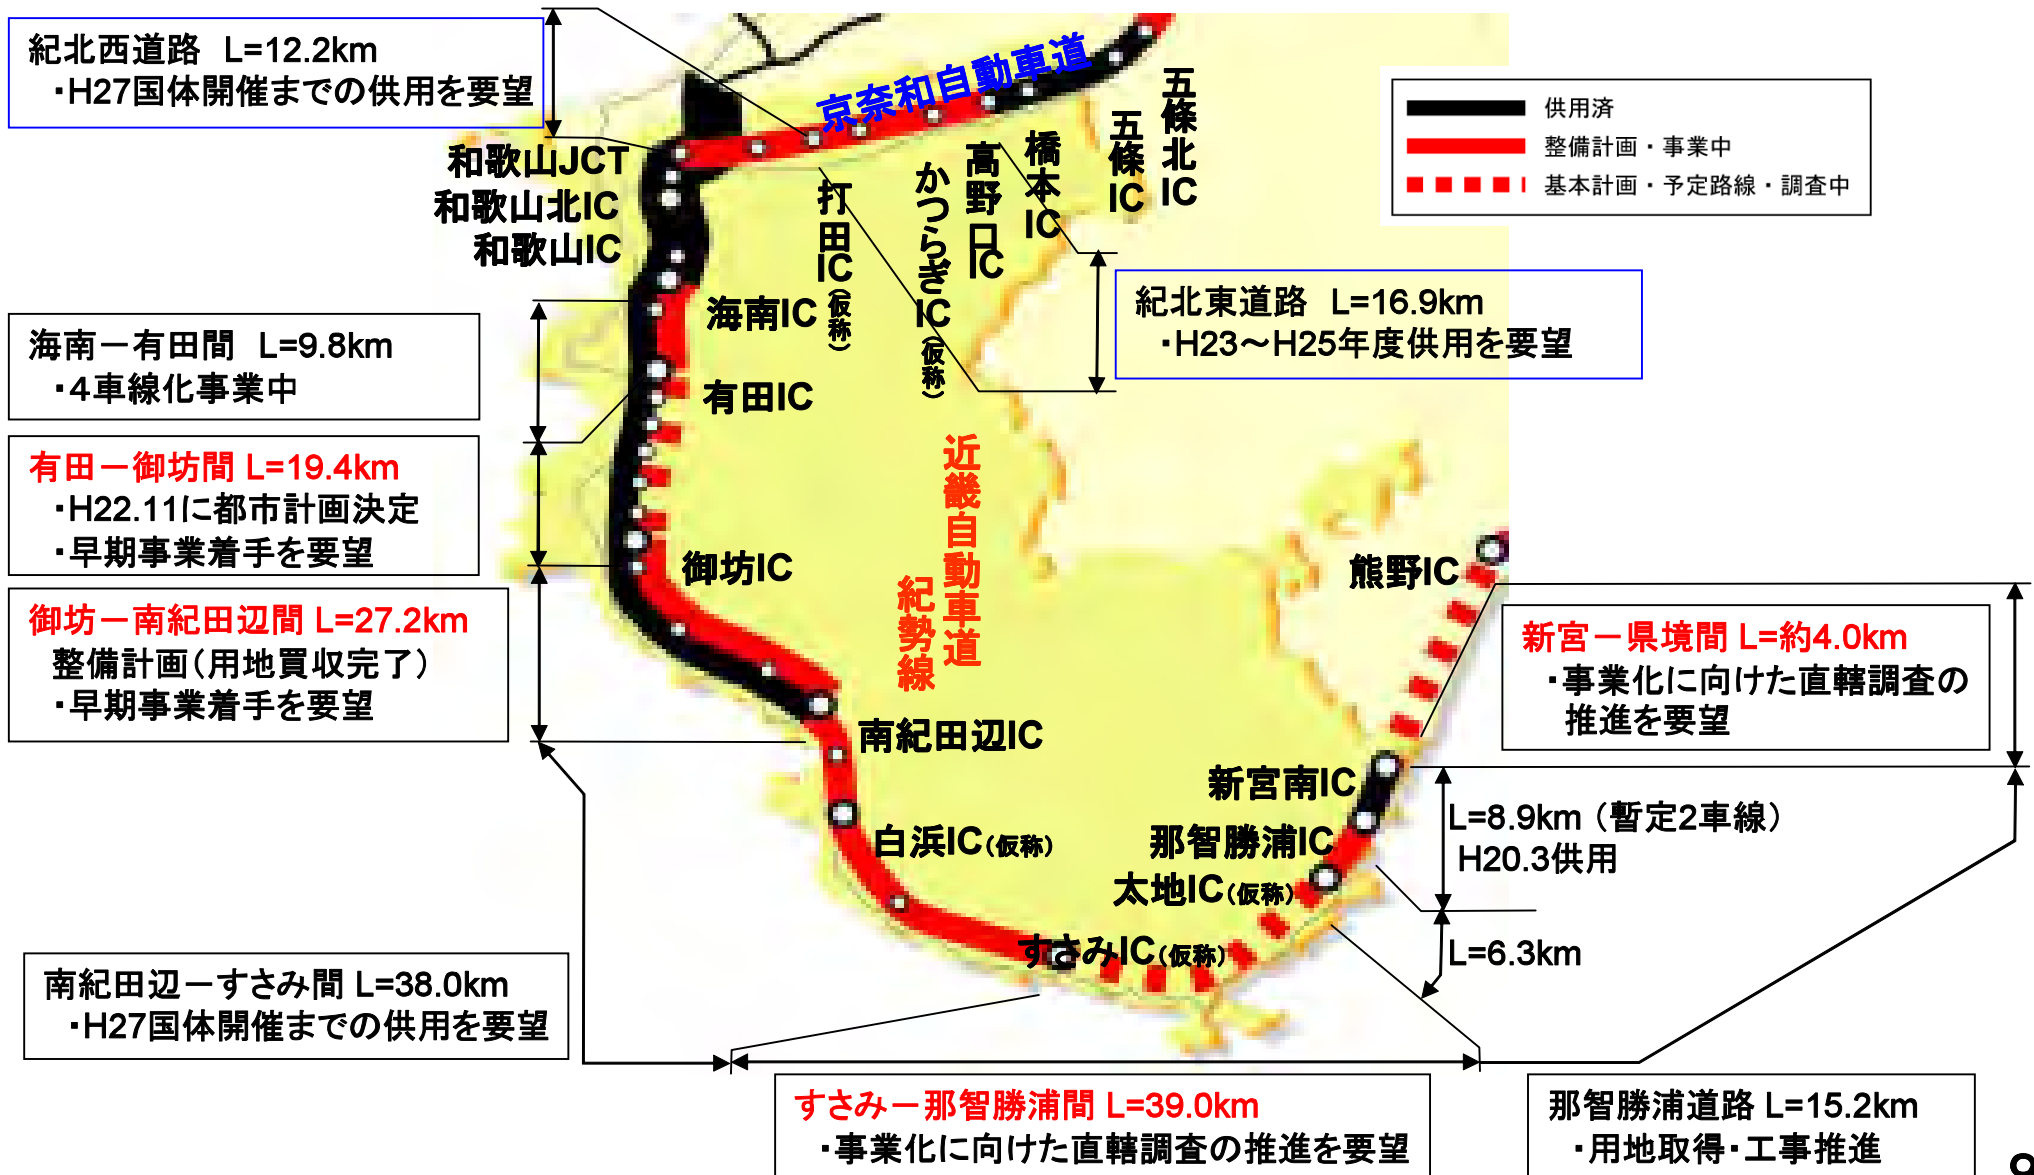 紀北西道路 L=12.2km
・H27国体開催までの供用を要望
京奈和自動車道
供用済
整備計画・事業中
基本計画・予定路線・調査中
和歌山JCT
和歌山北IC
和歌山IC
打田IC(仮称)
かつらぎIC(仮称)
高野口IC
橋本IC
五條IC
五條北IC
海南IC
紀北東道路 L=16.9km
・H23～H25年度供用を要望
海南－有田間 L=9.8km
・4車線化事業中
有田IC
有田－御坊間 L=19.4km
・H22.11に都市計画決定
・早期事業着手を要望
近畿自動車道
紀勢線
御坊IC
熊野IC
御坊－南紀田辺間 L=27.2km
整備計画(用地買収完了)
・早期事業着手を要望
新宮－県境間 L=約4.0km
・事業化に向けた直轄調査の
推進を要望
南紀田辺IC
新宮南IC
白浜IC(仮称)
那智勝浦IC
太地IC(仮称)
すさみIC(仮称)
L=8.9km(暫定2車線)
H20.3供用
L=6.3km
南紀田辺－すさみ間 L=38.0km
・H27国体開催までの供用を要望
すさみ－那智勝浦間 L=39.0km
・事業化に向けた直轄調査の推進を要望
那智勝浦道路 L=15.2km
・用地取得・工事推進